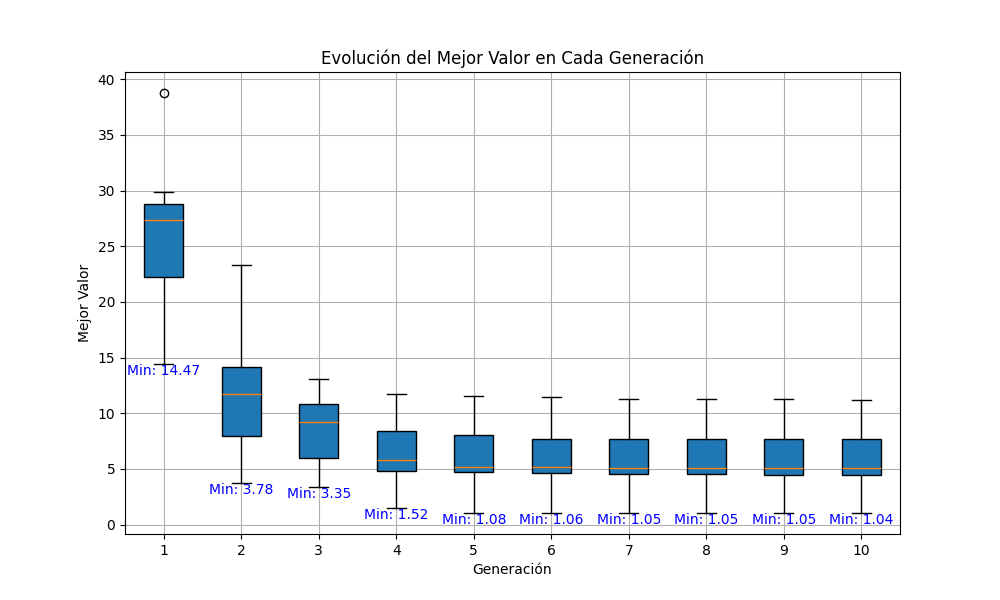 Evolución del Mejor Valor en Cada Generación
Mejor Valor
40
35
30
25
20
15
10
5
0
Min: 14.47
Min: 3.78
Min: 3.35
Min: 1.52
Min: 1.08
Min: 1.06
Min: 1.05
Min: 1.05
Min: 1.05
Min: 1.04
1 2 3 4 5 6 7 8 9 10
Generación